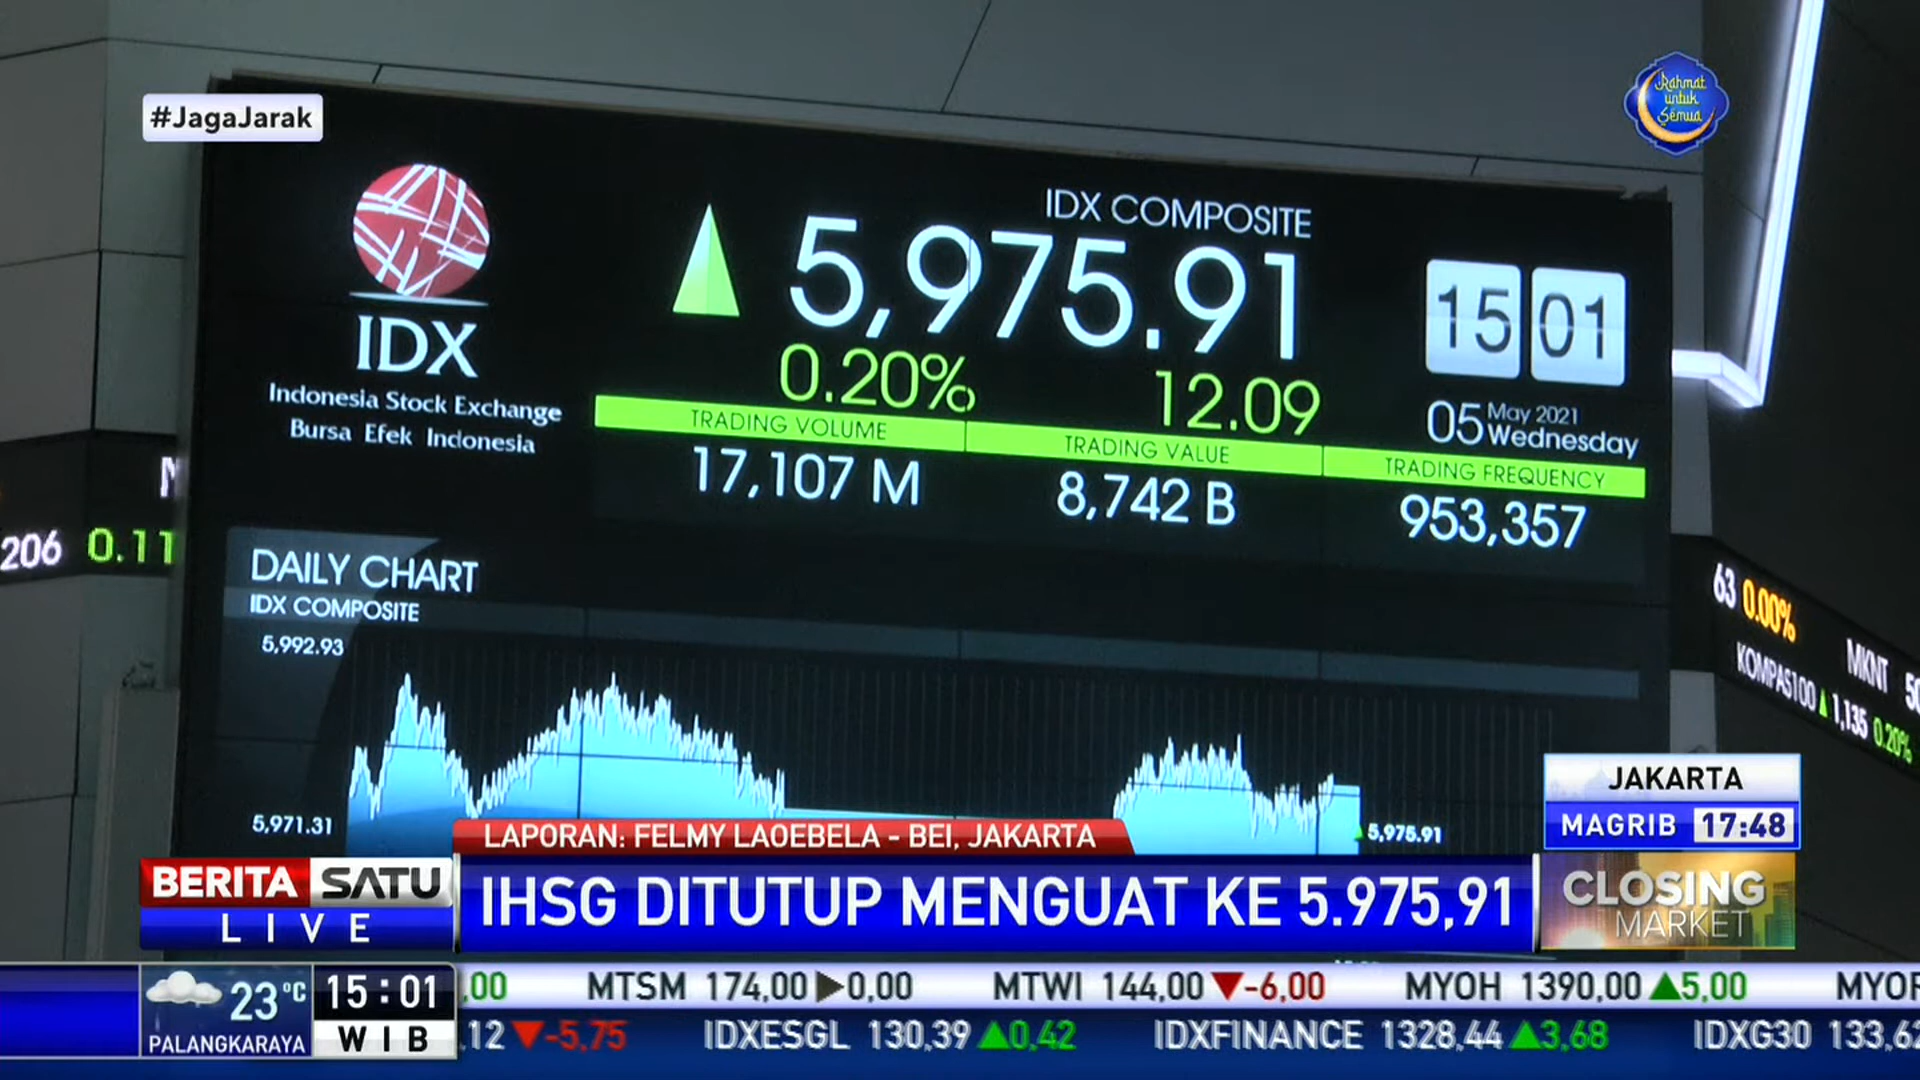 #JagaJarak
Rahmat
untuk
Semua
IDX COMPOSITE
5,975.91
0.20% 12.09
15 01
05 May 2021
Wednesday
IDX
Indonesia Stock Exchange
Bursa Efek Indonesia
TRADING VOLUME TRADING VALUE TRADING FREQUENCY
17,107 M 8,742 B 953,357
206 0.11
63 0.00%
MKNT
KOMPAS100 1,135 0.20%
DAILY CHART
IDX COMPOSITE
5,992.93
5,971.31
5,975.91
JAKARTA
MAGRIB 17:48
LAPORAN: FELMY LAOEBELA - BEI, JAKARTA
BERITA SATU
LIVE
IHSG DITUTUP MENGUAT KE 5.975,91
CLOSING
MARKET
23°C
PALANGKARAYA
15:01
WIB
,00 MTSM 174,00 0,00 MTWI 144,00 -6,00 MYOH 1390,00 5,00 MYOR
,12 -5,75 IDXESGL 130,39 0,42 IDXFINANCE 1328,44 3,68 IDXG30 133,62